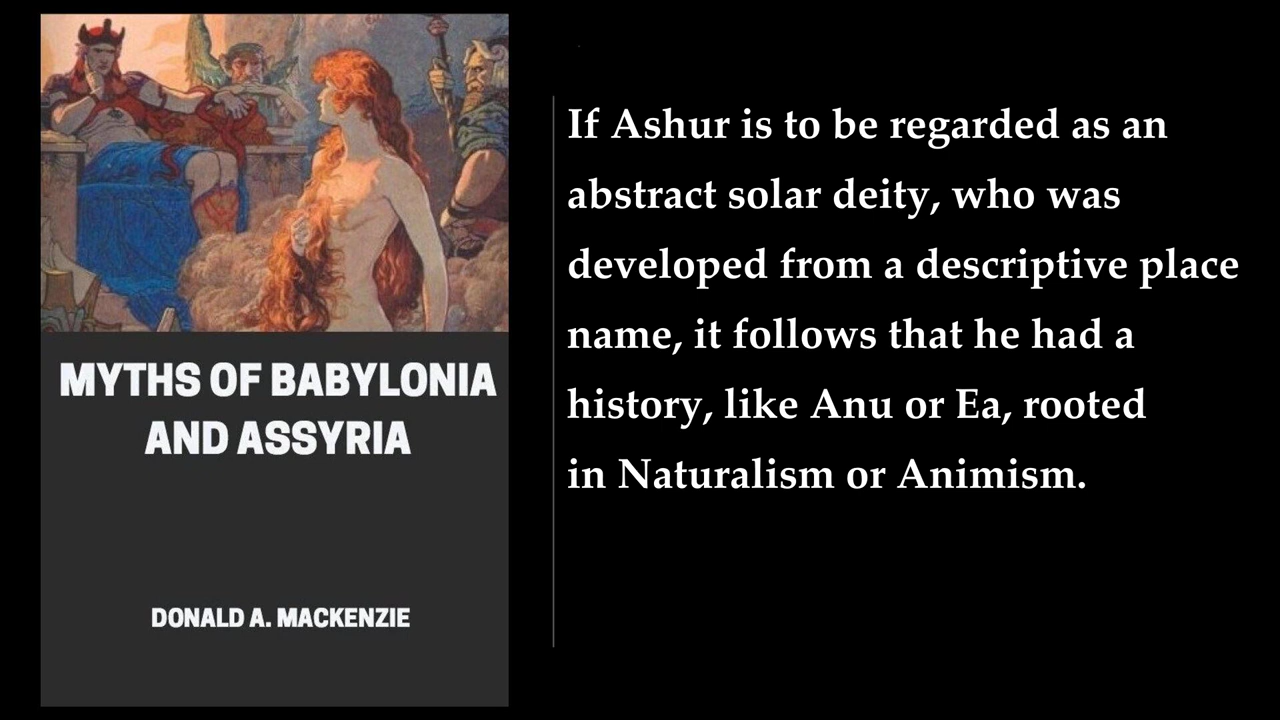 MYTHS OF BABYLONIA
AND ASSYRIA
DONALD A. MACKENZIE
If Ashur is to be regarded as an
abstract solar deity, who was
developed from a descriptive place
name, it follows that he had a
history, like Anu or Ea, rooted
in Naturalism or Animism.